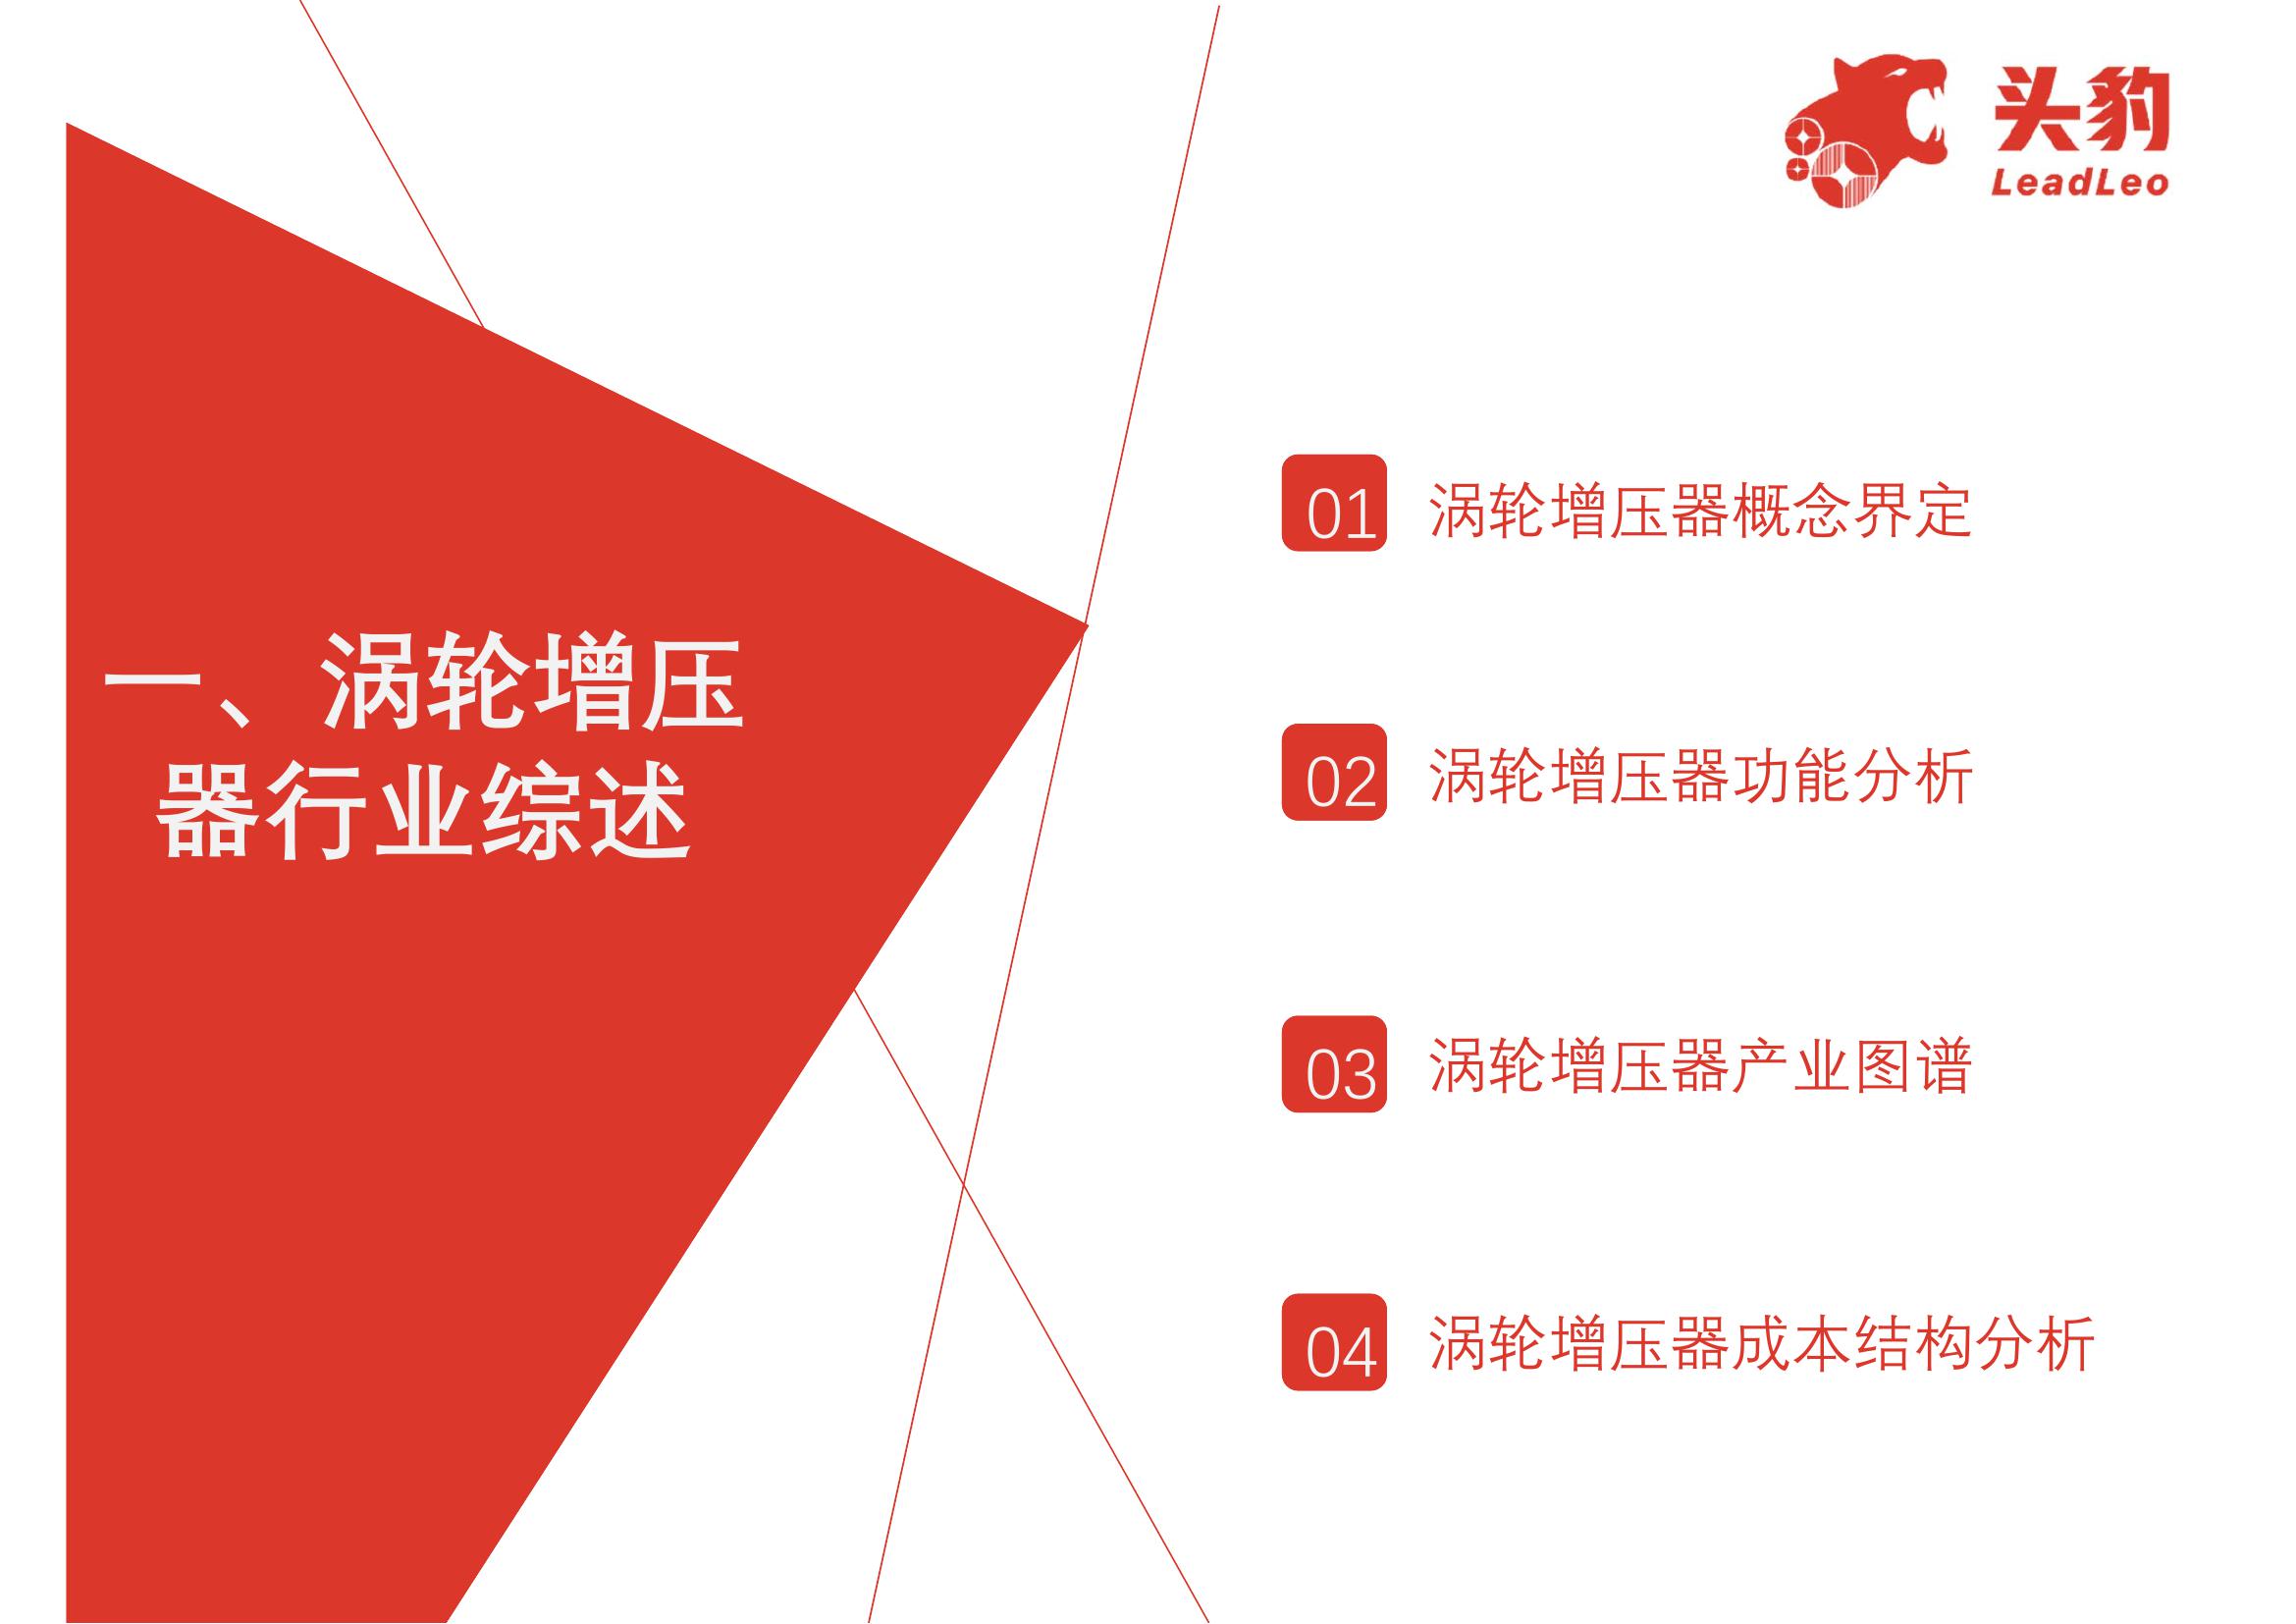 头豹
LeadLeo
一、涡轮增压
器行业综述
01 涡轮增压器概念界定
02 涡轮增压器功能分析
03 涡轮增压器产业图谱
04 涡轮增压器成本结构分析